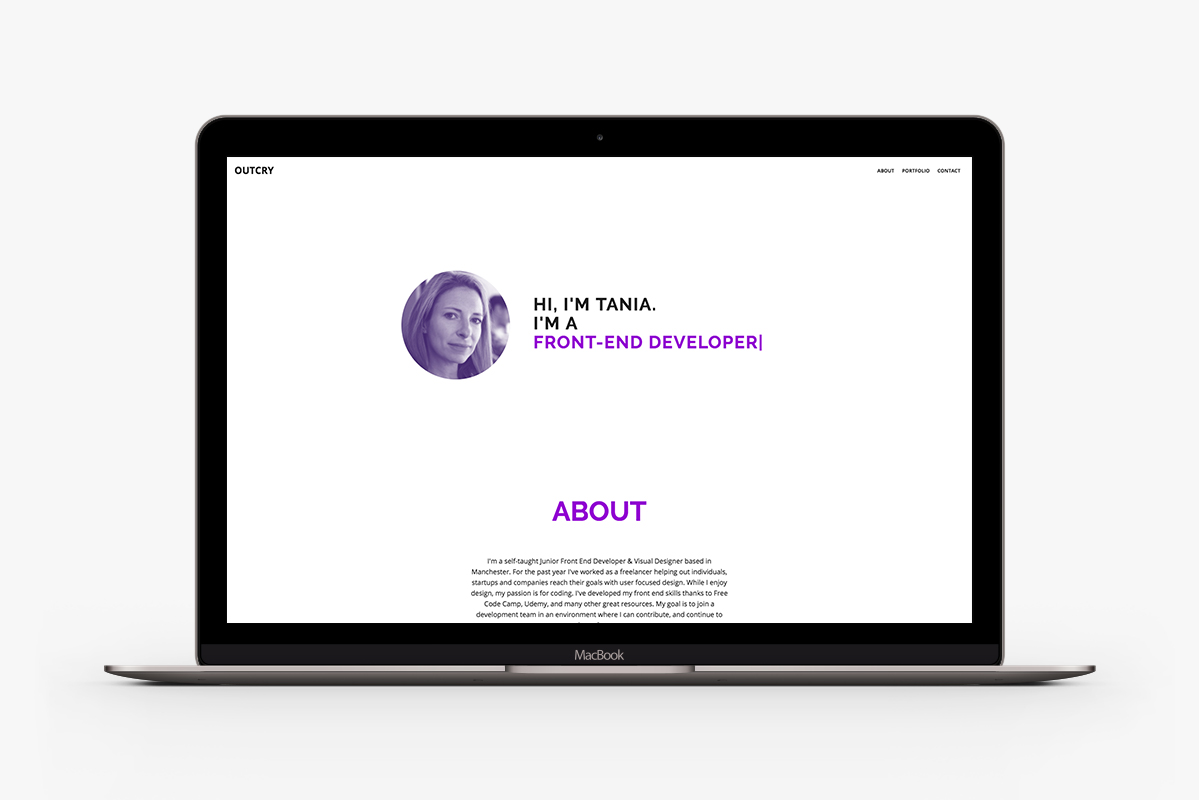 OUTCRY
ABOUT PORTFOLIO CONTACT
HI, I'M TANIA.
I'M A
FRONT-END DEVELOPER|
ABOUT
I'm a self-taught Junior Front End Developer & Visual Designer based in
Manchester. For the past year I've worked as a freelancer helping out individuals,
startups and companies reach their goals with user focused design. While I enjoy
design, my passion is for coding. I've developed my front end skills thanks to Free
Code Camp, Udemy, and many other great resources. My goal is to join a
development team in an environment where I can contribute, and continue to
MacBook